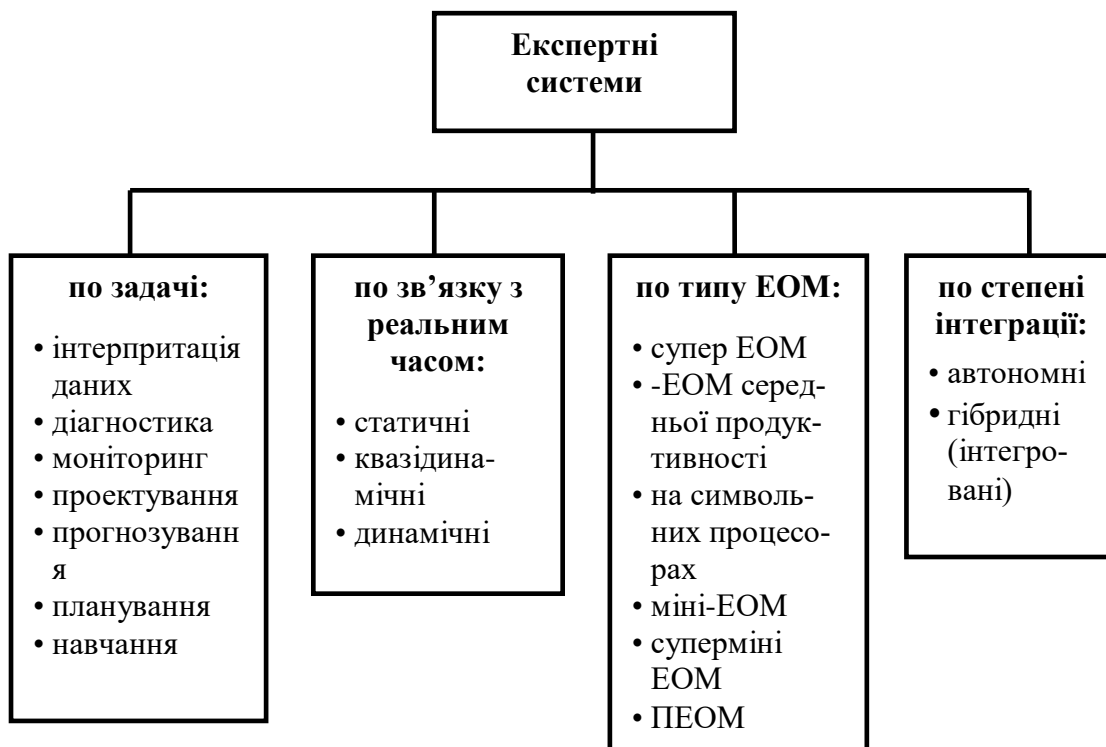 Експертні
системи
по задачі:
• інтерпритація
даних
• діагностика
• моніторинг
• проектування
• прогнозуванн
я
• планування
• навчання
по зв’язку з
реальним
часом:
• статичні
• квазідина-
мічні
• динамічні
по типу ЕОМ:
• супер ЕОМ
• -ЕОМ серед-
ньої продук-
тивності
• на символь-
них процесо-
рах
• міні-ЕОМ
• суперміні
ЕОМ
• ПЕОМ
по степені
інтеграції:
• автономні
• гібридні
(інтегро-
вані)